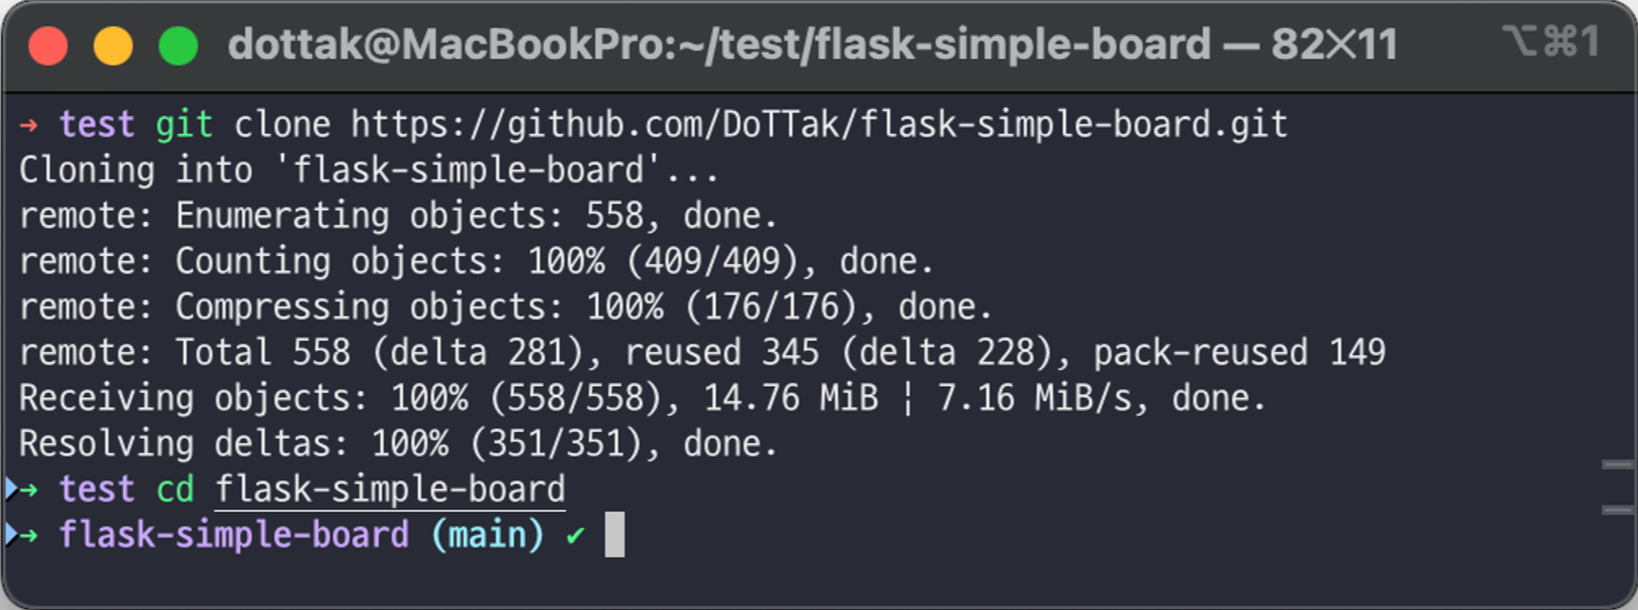 dottak@MacBookPro:~/test/flask-simple-board — 82×11 ⌥⌘1
→ test git clone https://github.com/DoTTak/flask-simple-board.git
Cloning into 'flask-simple-board'...
remote: Enumerating objects: 558, done.
remote: Counting objects: 100% (409/409), done.
remote: Compressing objects: 100% (176/176), done.
remote: Total 558 (delta 281), reused 345 (delta 228), pack-reused 149
Receiving objects: 100% (558/558), 14.76 MiB ¦ 7.16 MiB/s, done.
Resolving deltas: 100% (351/351), done.
→ test cd flask-simple-board
→ flask-simple-board (main) ✔